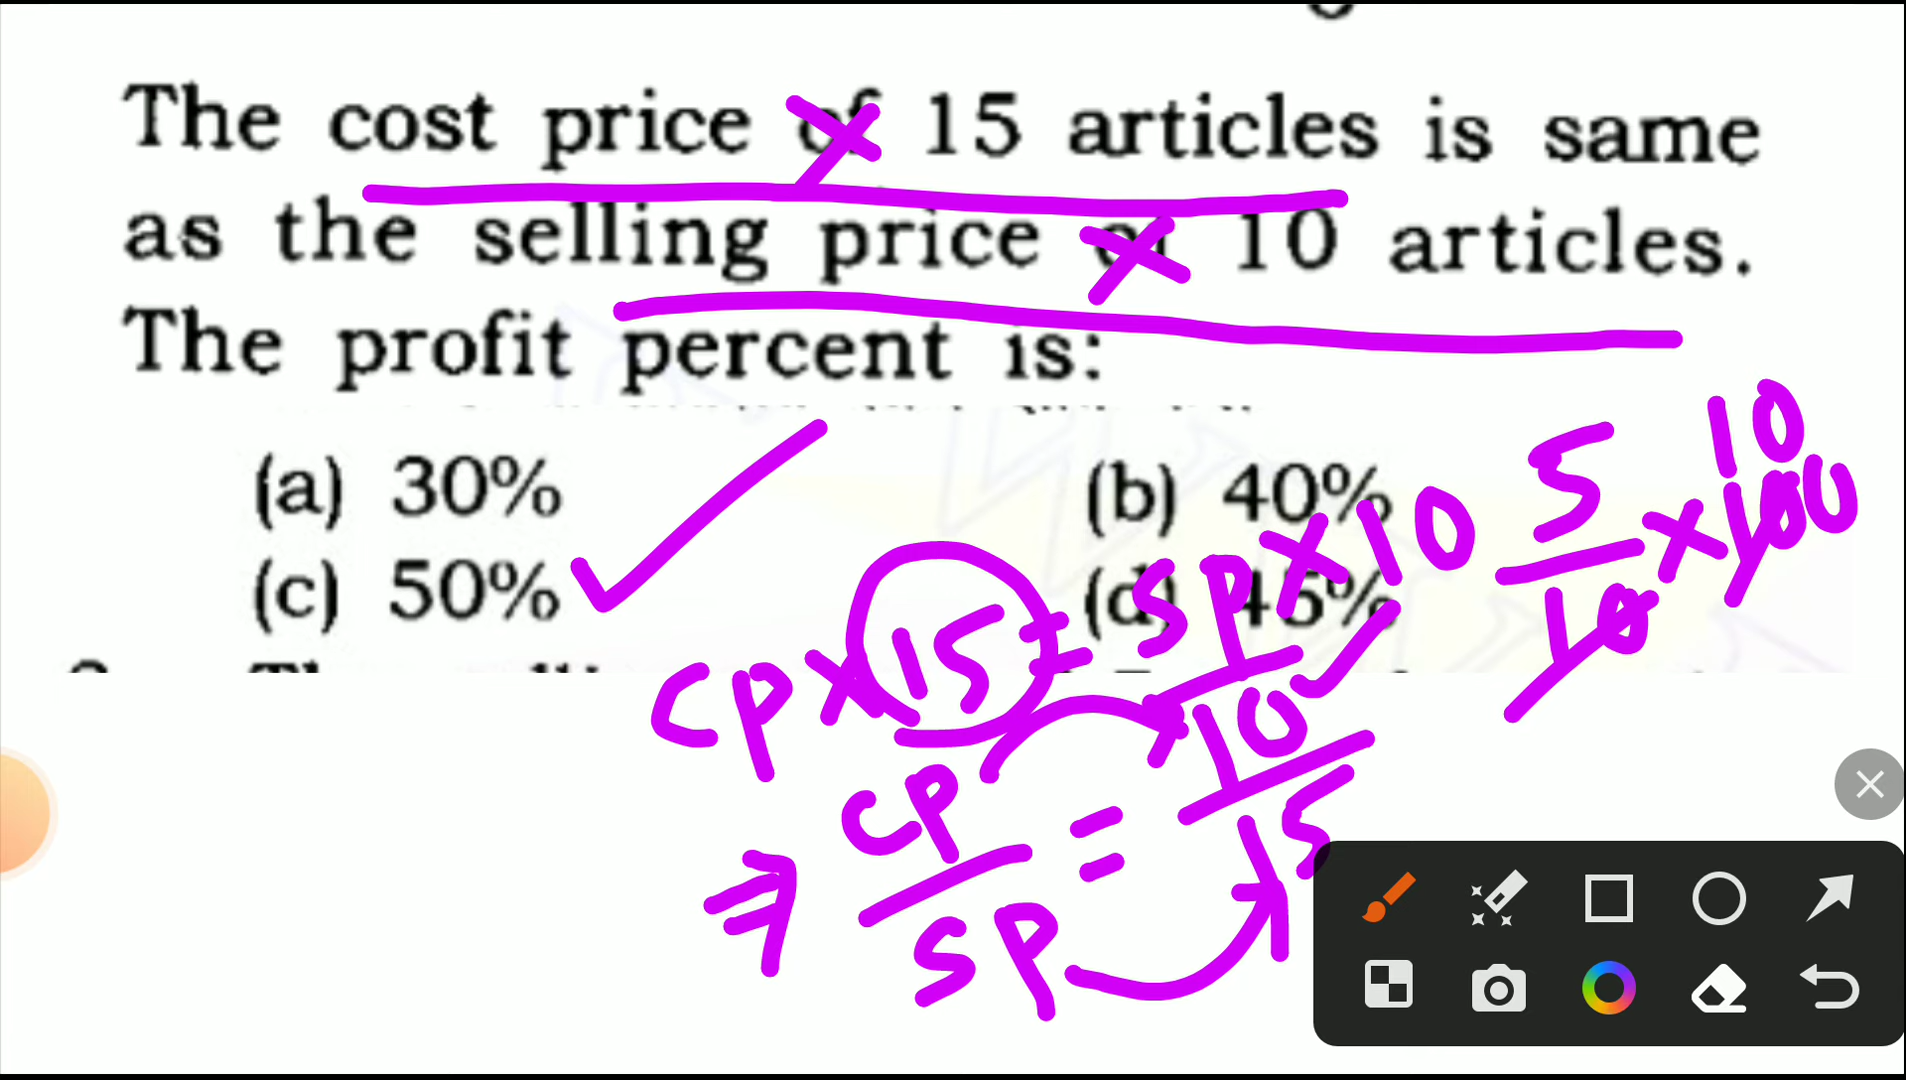 The cost price of 15 articles is same
as the selling price of 10 articles.
The profit percent is:
(a) 30% (b) 40%
(c) 50% (d) 45%
CP × 15 = SP × 10
CP/SP = 10/15
5/10 × 100
10